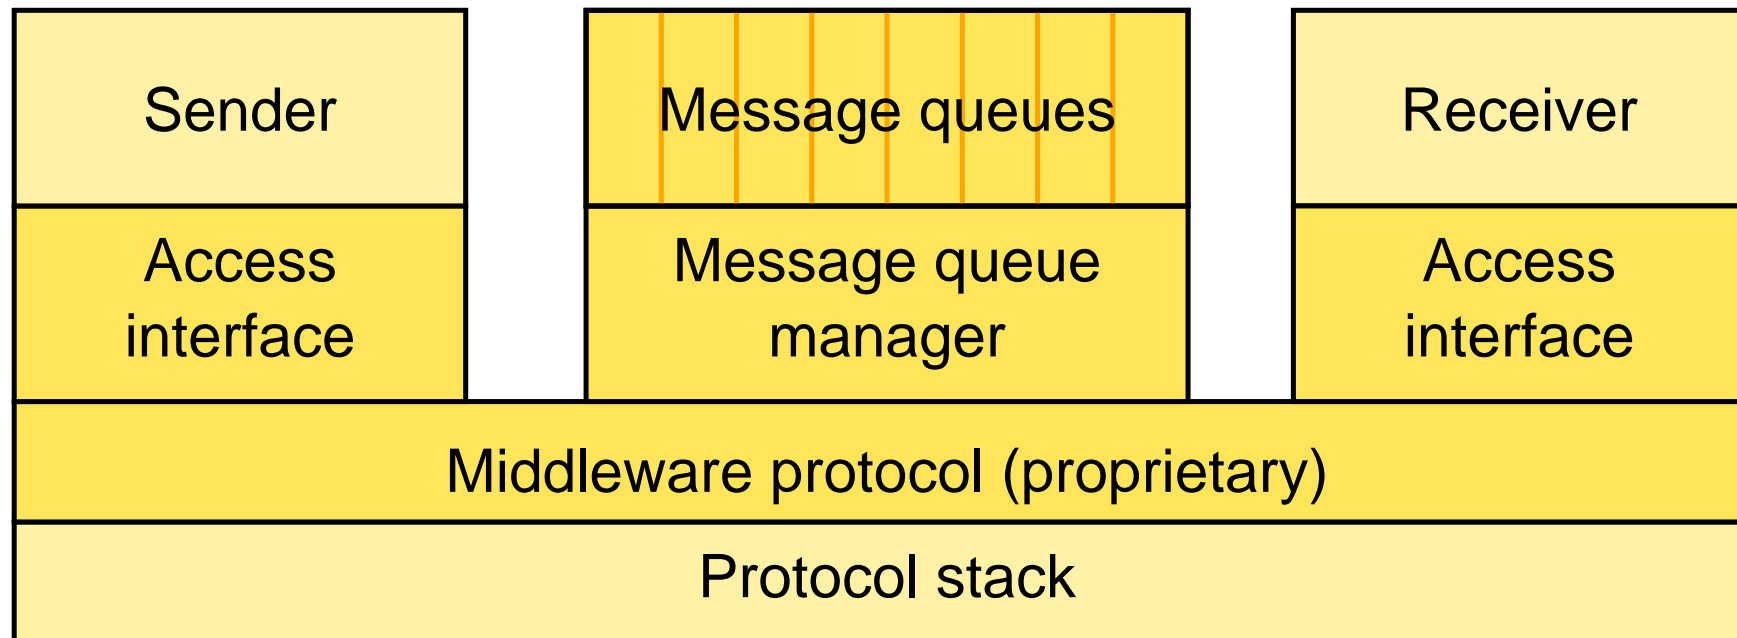 Sender
Message queues
Receiver
Access
interface
Message queue
manager
Access
interface
Middleware protocol (proprietary)
Protocol stack